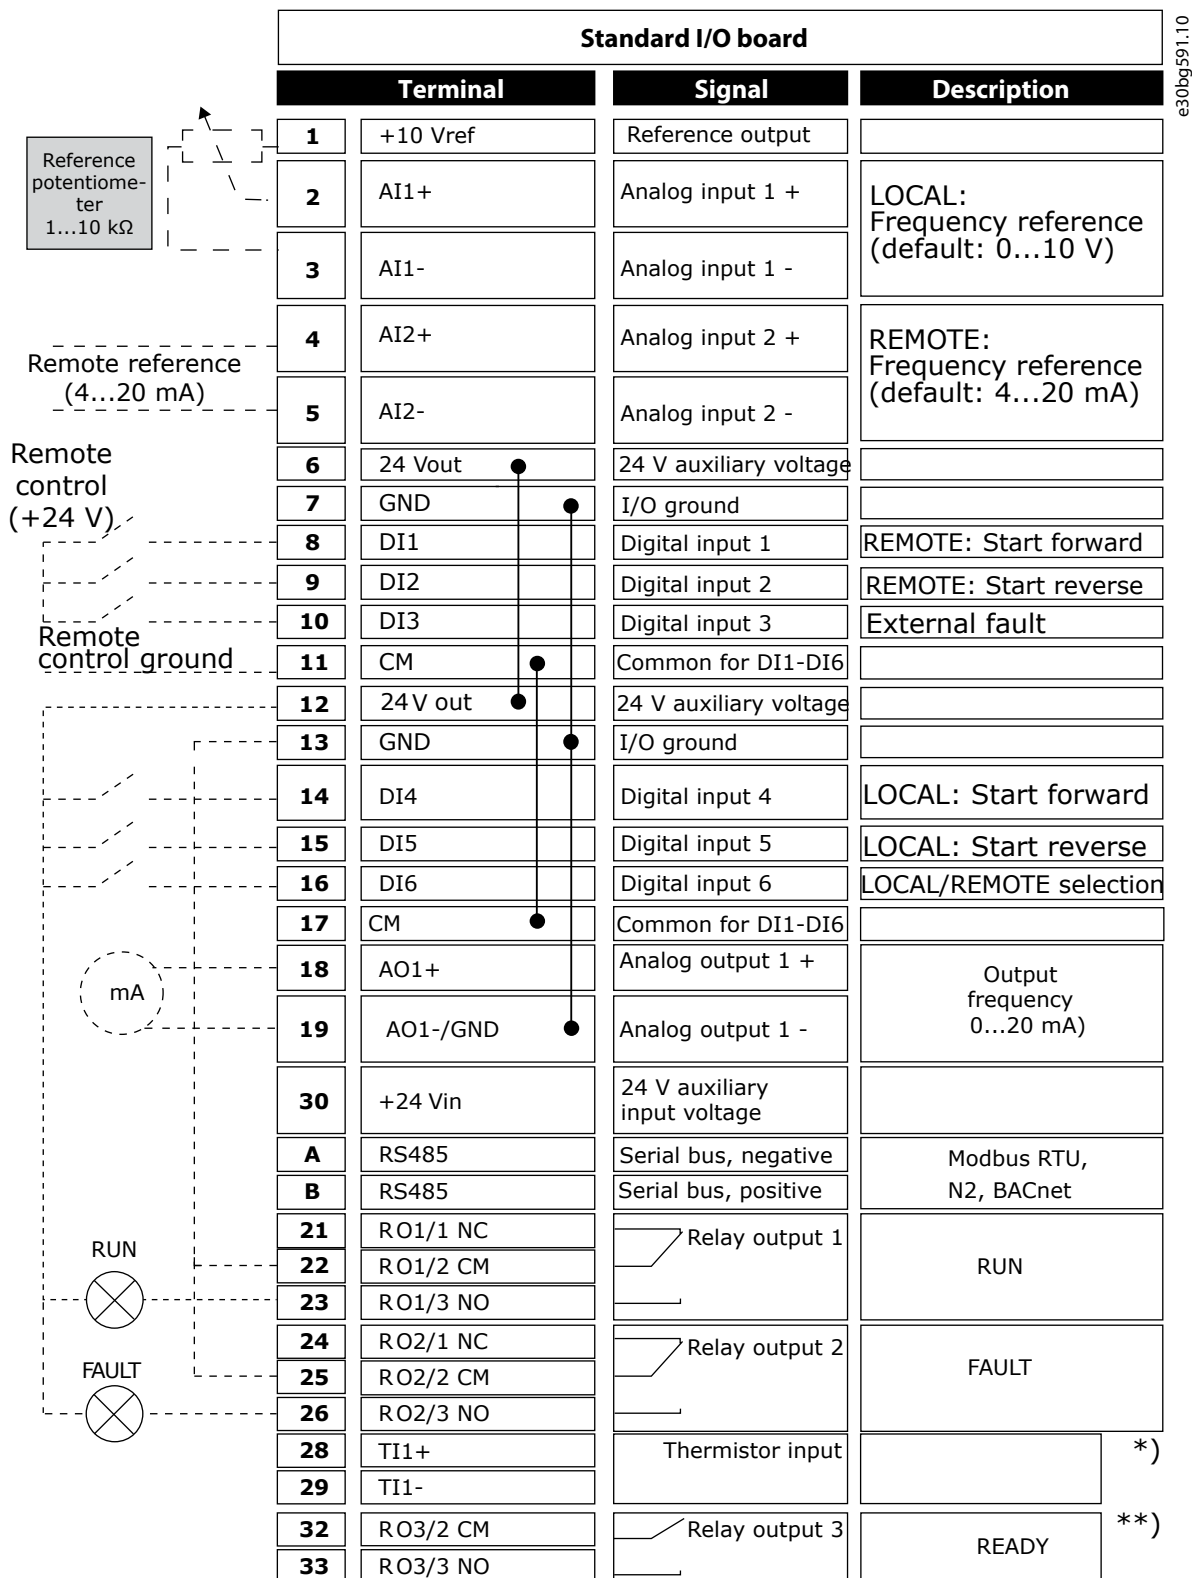 Standard I/O board
e30bg591.10
Terminal Signal Description
Reference
potentiome-
ter
1...10 kΩ
1 +10 Vref Reference output
2 AI1+ Analog input 1 +
3 AI1- Analog input 1 -
LOCAL:
Frequency reference
(default: 0...10 V)
4 AI2+ Analog input 2 +
Remote reference
(4...20 mA)
5 AI2- Analog input 2 -
REMOTE:
Frequency reference
(default: 4...20 mA)
Remote
control
(+24 V)
6 24 Vout 24 V auxiliary voltage
7 GND I/O ground
8 DI1 Digital input 1 REMOTE: Start forward
9 DI2 Digital input 2 REMOTE: Start reverse
10 DI3 Digital input 3 External fault
Remote
control ground
11 CM Common for DI1-DI6
12 24 V out 24 V auxiliary voltage
13 GND I/O ground
14 DI4 Digital input 4 LOCAL: Start forward
15 DI5 Digital input 5 LOCAL: Start reverse
16 DI6 Digital input 6 LOCAL/REMOTE selection
17 CM Common for DI1-DI6
mA
18 AO1+ Analog output 1 +
19 AO1-/GND Analog output 1 -
Output
frequency
0...20 mA)
30 +24 Vin 24 V auxiliary
input voltage
A RS485 Serial bus, negative
B RS485 Serial bus, positive
Modbus RTU,
N2, BACnet
RUN
21 RO1/1 NC Relay output 1
22 RO1/2 CM RUN
23 RO1/3 NO
FAULT
24 RO2/1 NC Relay output 2
25 RO2/2 CM FAULT
26 RO2/3 NO
28 TI1+ Thermistor input *)
29 TI1-
32 RO3/2 CM Relay output 3 READY **)
33 RO3/3 NO